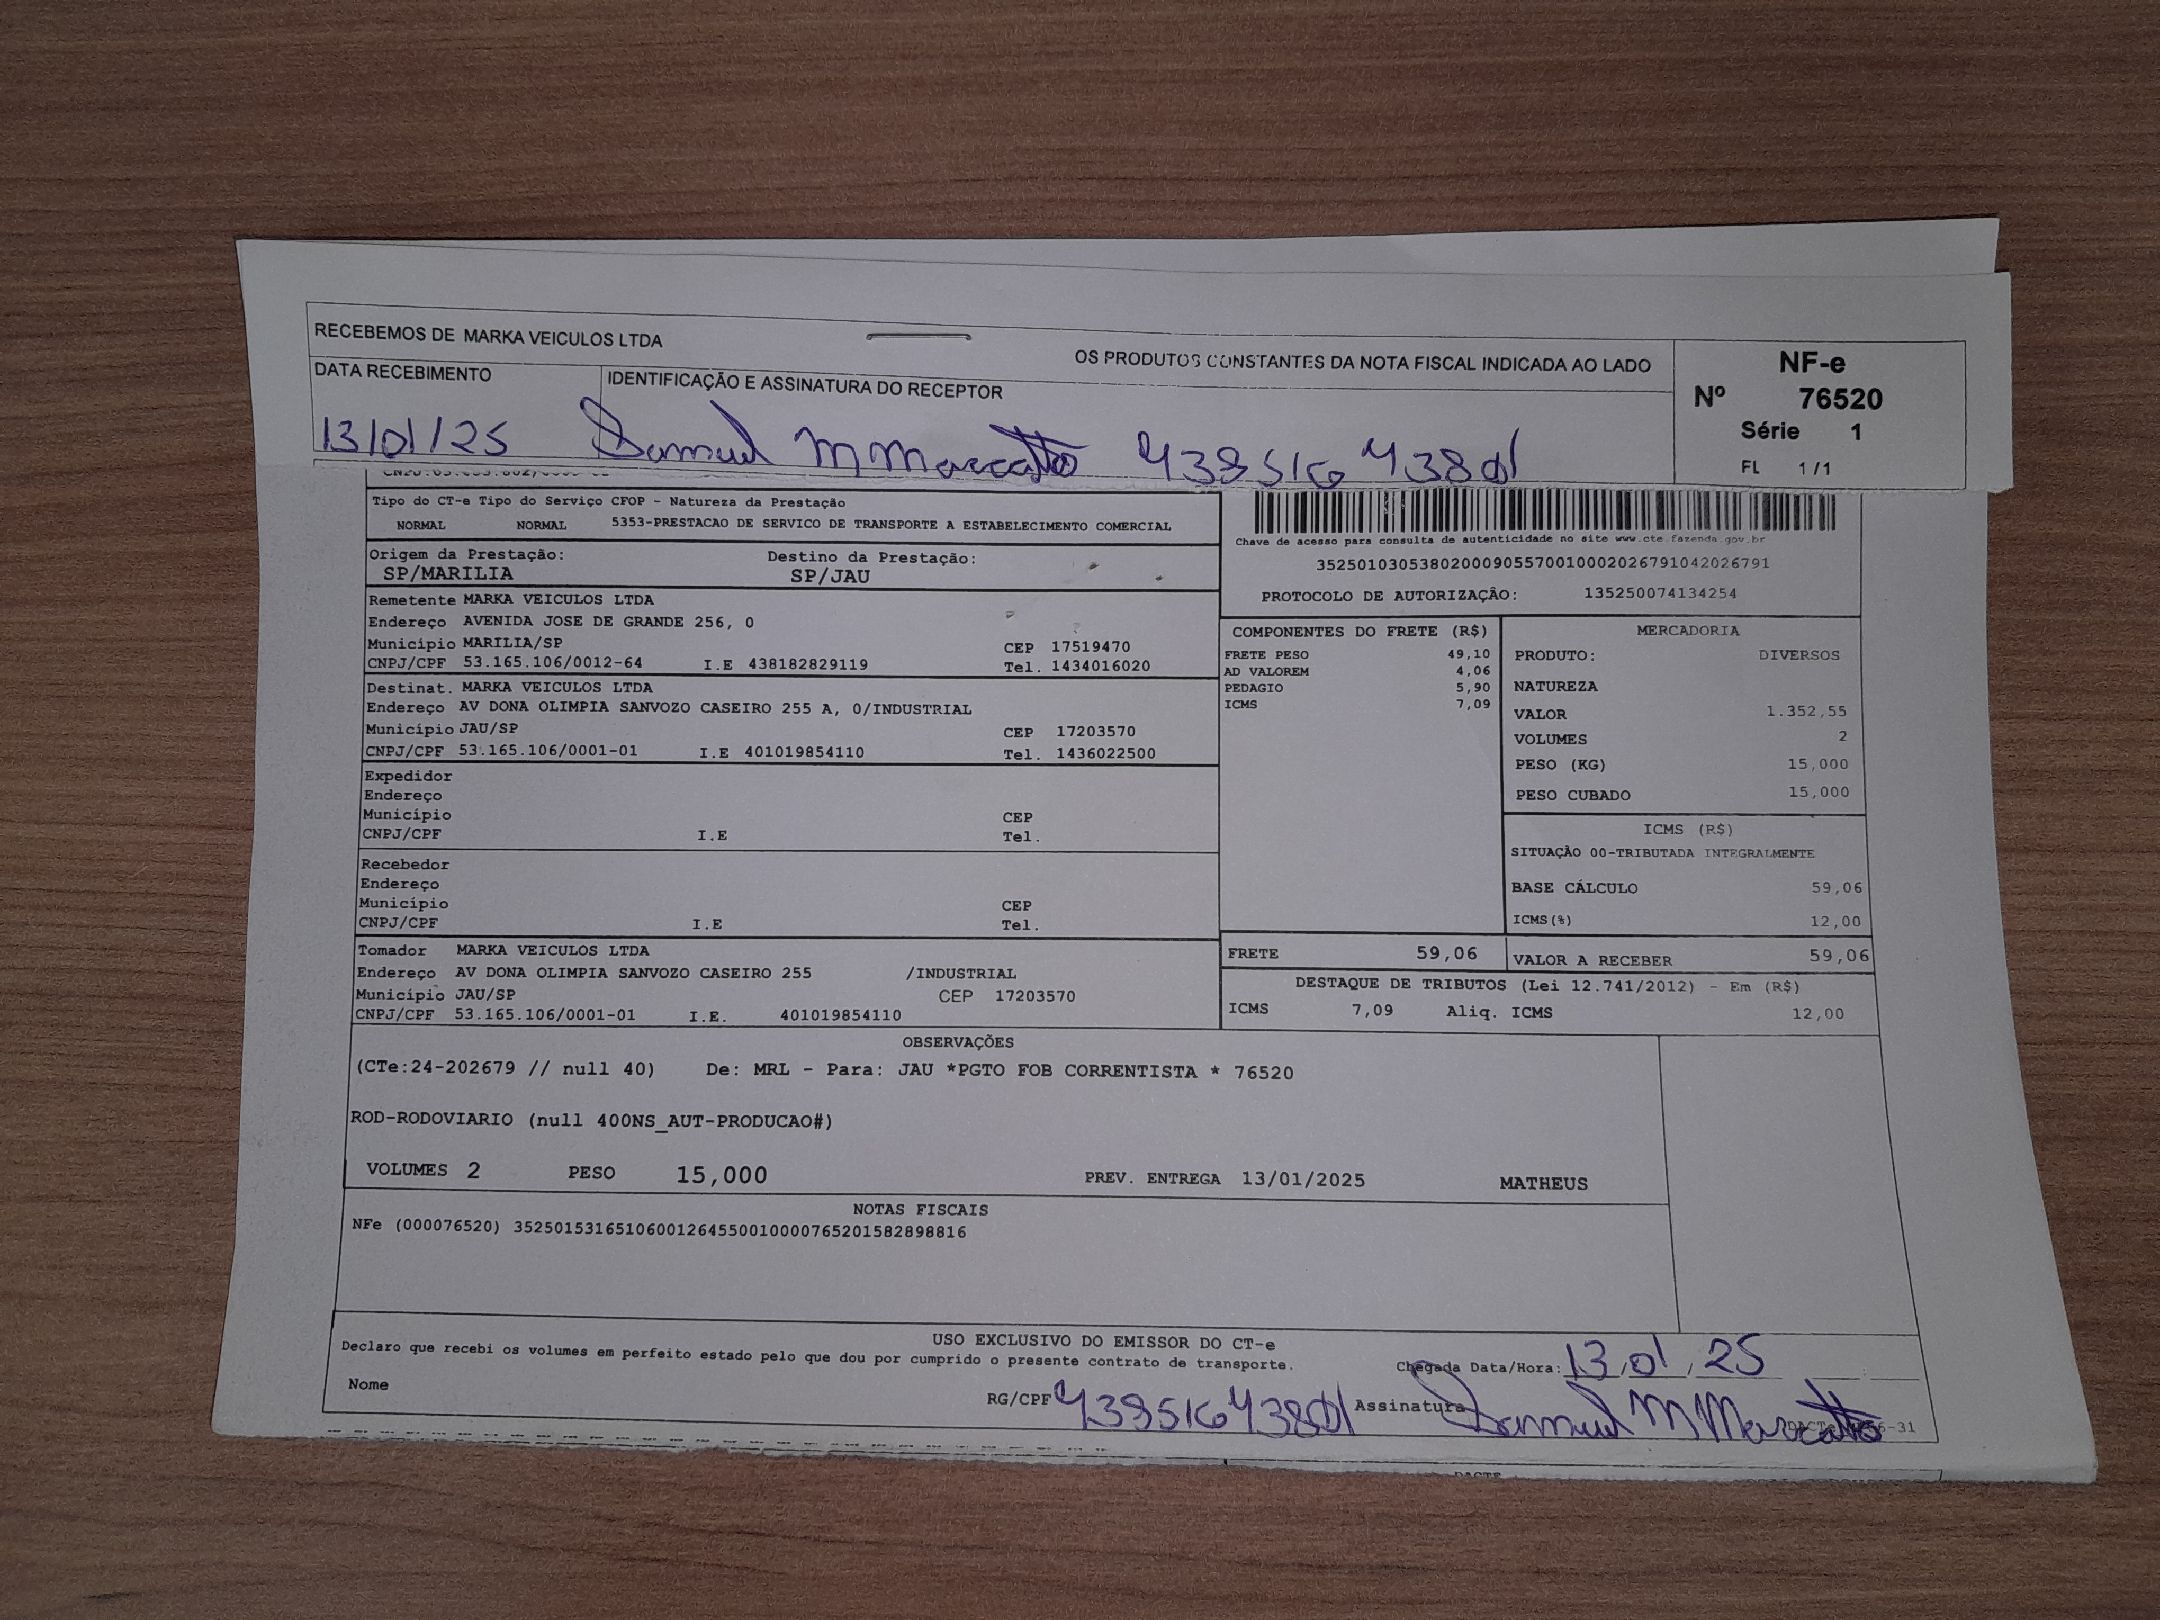 RECEBEMOS DE MARKA VEICULOS LTDA
OS PRODUTOS CONSTANTES DA NOTA FISCAL INDICADA AO LADO
DATA RECEBIMENTO
IDENTIFICAÇÃO E ASSINATURA DO RECEPTOR
13/01/25 Samuel M Marcatto 43851643801
NF-e
Nº 76520
Série 1
FL 1/1
Tipo do CT-e Tipo do Serviço CFOP - Natureza da Prestação
NORMAL NORMAL 5353-PRESTACAO DE SERVICO DE TRANSPORTE A ESTABELECIMENTO COMERCIAL
Origem da Prestação: Destino da Prestação:
SP/MARILIA SP/JAU
Remetente MARKA VEICULOS LTDA
Endereço AVENIDA JOSE DE GRANDE 256, 0
Município MARILIA/SP CEP 17519470
CNPJ/CPF 53.165.106/0012-64 I.E 438182829119 Tel. 1434016020
Destinat. MARKA VEICULOS LTDA
Endereço AV DONA OLIMPIA SANVOZO CASEIRO 255 A, 0/INDUSTRIAL
Município JAU/SP CEP 17203570
CNPJ/CPF 53.165.106/0001-01 I.E 401019854110 Tel. 1436022500
Expedidor
Endereço
Município CEP
CNPJ/CPF I.E Tel.
Recebedor
Endereço
Município CEP
CNPJ/CPF I.E Tel.
Tomador MARKA VEICULOS LTDA
Endereço AV DONA OLIMPIA SANVOZO CASEIRO 255 /INDUSTRIAL
Município JAU/SP CEP 17203570
CNPJ/CPF 53.165.106/0001-01 I.E. 401019854110
Chave de acesso para consulta de autenticidade no site www.cte.fazenda.gov.br
35250103053802000905570010002026791042026791
PROTOCOLO DE AUTORIZAÇÃO: 135250074134254
COMPONENTES DO FRETE (R$)
FRETE PESO 49,10
AD VALOREM 4,06
PEDAGIO 5,90
ICMS 7,09
MERCADORIA
PRODUTO: DIVERSOS
NATUREZA
VALOR 1.352,55
VOLUMES 2
PESO (KG) 15,000
PESO CUBADO 15,000
ICMS (R$)
SITUAÇÃO 00-TRIBUTADA INTEGRALMENTE
BASE CÁLCULO 59,06
ICMS(%) 12,00
FRETE 59,06 VALOR A RECEBER 59,06
DESTAQUE DE TRIBUTOS (Lei 12.741/2012) - Em (R$)
ICMS 7,09 Aliq. ICMS 12,00
OBSERVAÇÕES
(CTe:24-202679 // null 40) De: MRL - Para: JAU *PGTO FOB CORRENTISTA * 76520
ROD-RODOVIARIO (null 400NS_AUT-PRODUCAO#)
VOLUMES 2 PESO 15,000 PREV. ENTREGA 13/01/2025 MATHEUS
NOTAS FISCAIS
NFe (000076520) 35250153165106001264550010000765201582898816
USO EXCLUSIVO DO EMISSOR DO CT-e
Declaro que recebi os volumes em perfeito estado pelo que dou por cumprido o presente contrato de transporte.
Chegada Data/Hora: 13/01/25
Nome RG/CPF 43851643801 Assinatura Samuel M Marcatto